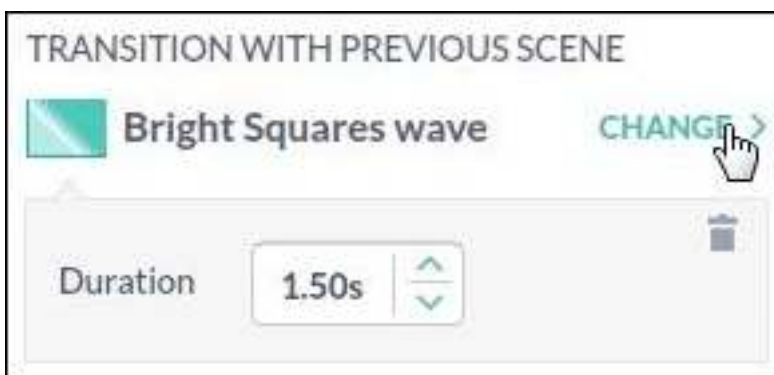 TRANSITION WITH PREVIOUS SCENE
Bright Squares wave CHANGE >
Duration 1.50s